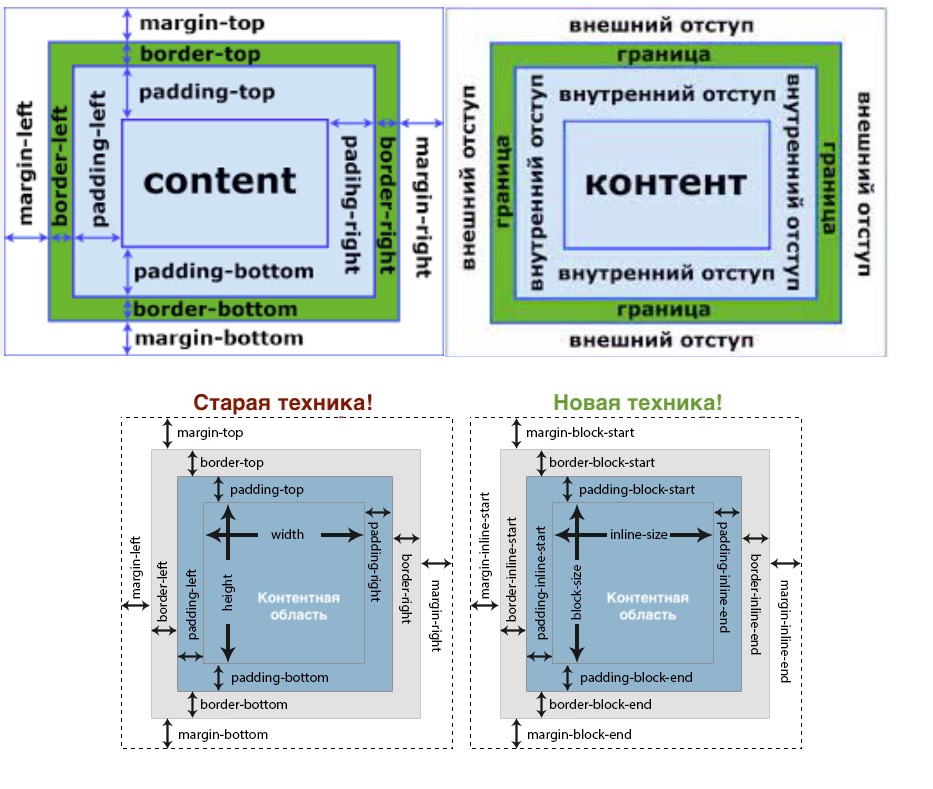 margin-top
border-top
padding-top
margin-left
border-left
padding-left
content
padihg-right
border-right
margin-right
padding-bottom
border-bottom
margin-bottom
внешний отступ
граница
внутренний отступ
внешний отступ
граница
внутренний отступ
контент
внутренний отступ
граница
внешний отступ
внутренний отступ
граница
внешний отступ
Старая техника!
margin-top
border-top
padding-top
width
margin-left
border-left
padding-left
height
Контентная
область
padding-right
border-right
margin-right
padding-bottom
border-bottom
margin-bottom
Новая техника!
margin-block-start
border-block-start
padding-block-start
inline-size
margin-inline-start
border-inline-start
padding-inline-start
block-size
Контентная
область
padding-inline-end
border-inline-end
margin-inline-end
padding-block-end
border-block-end
margin-block-end